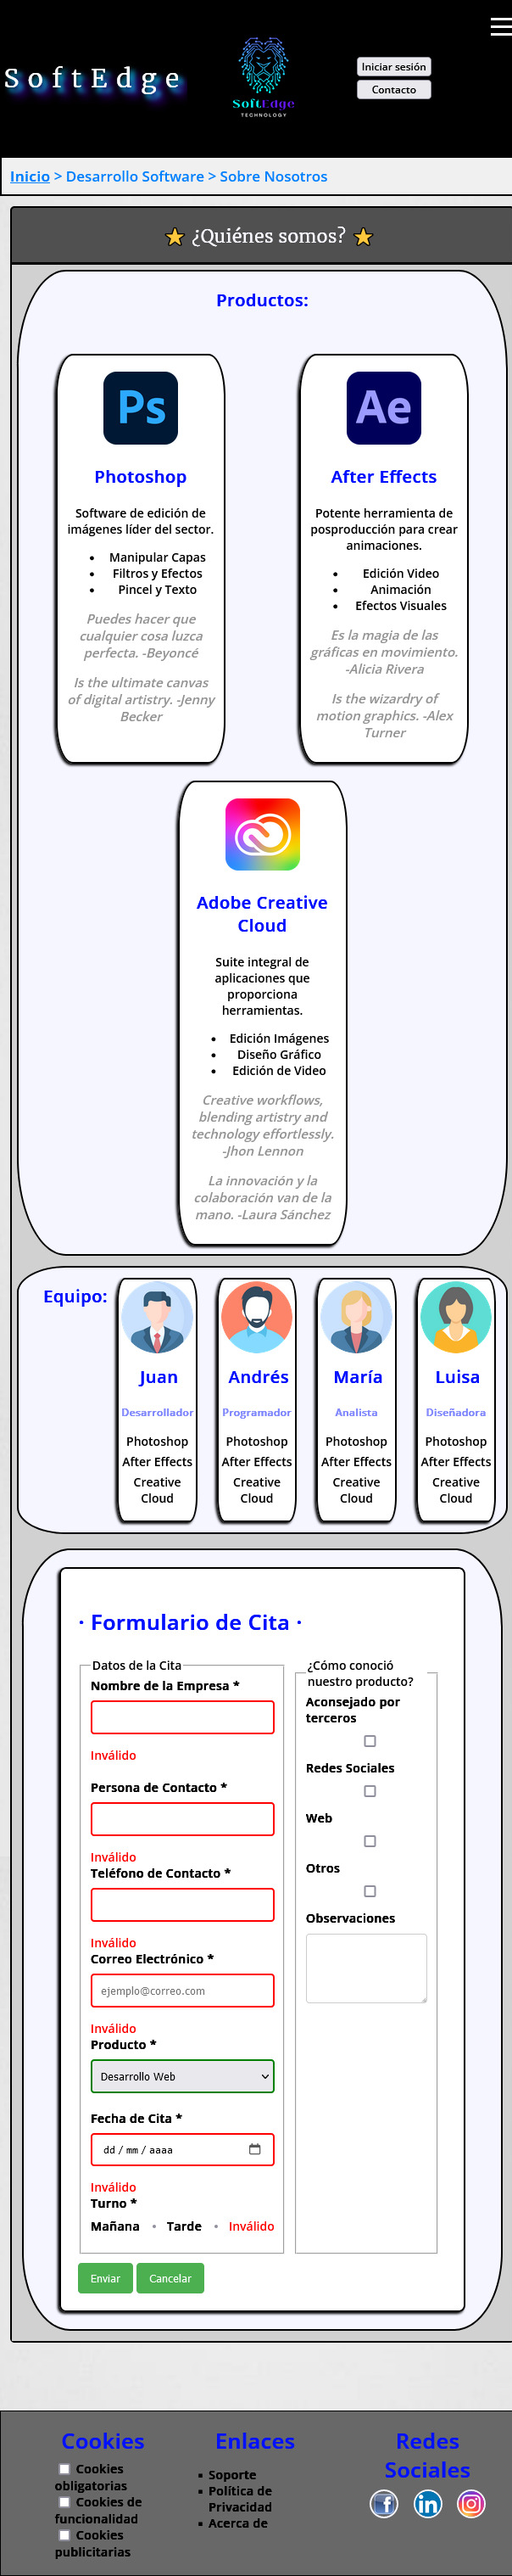 SoftEdge
SoftEdge
TECHNOLOGY
Iniciar sesión
Contacto
Inicio > Desarrollo Software > Sobre Nosotros
¿Quiénes somos?
Productos:
Ps
Photoshop
Software de edición de
imágenes líder del sector.
• Manipular Capas
• Filtros y Efectos
• Pincel y Texto
Puedes hacer que
cualquier cosa luzca
perfecta. -Beyoncé
Is the ultimate canvas
of digital artistry. -Jenny
Becker
Ae
After Effects
Potente herramienta de
posproducción para crear
animaciones.
• Edición Video
• Animación
• Efectos Visuales
Es la magia de las
gráficas en movimiento.
-Alicia Rivera
Is the wizardry of
motion graphics. -Alex
Turner
Adobe Creative
Cloud
Suite integral de
aplicaciones que
proporciona
herramientas.
• Edición Imágenes
• Diseño Gráfico
• Edición de Video
Creative workflows,
blending artistry and
technology effortlessly.
-Jhon Lennon
La innovación y la
colaboración van de la
mano. -Laura Sánchez
Equipo:
Juan
Desarrollador
Photoshop
After Effects
Creative
Cloud
Andrés
Programador
Photoshop
After Effects
Creative
Cloud
María
Analista
Photoshop
After Effects
Creative
Cloud
Luisa
Diseñadora
Photoshop
After Effects
Creative
Cloud
· Formulario de Cita ·
Datos de la Cita
Nombre de la Empresa *
Inválido
Persona de Contacto *
Inválido
Teléfono de Contacto *
Inválido
Correo Electrónico *
ejemplo@correo.com
Inválido
Producto *
Desarrollo Web
Fecha de Cita *
dd / mm / aaaa
Inválido
Turno *
Mañana Tarde Inválido
¿Cómo conoció
nuestro producto?
Aconsejado por
terceros
Redes Sociales
Web
Otros
Observaciones
Enviar
Cancelar
Cookies
Cookies
obligatorias
Cookies de
funcionalidad
Cookies
publicitarias
Enlaces
Soporte
Política de
Privacidad
Acerca de
Redes
Sociales